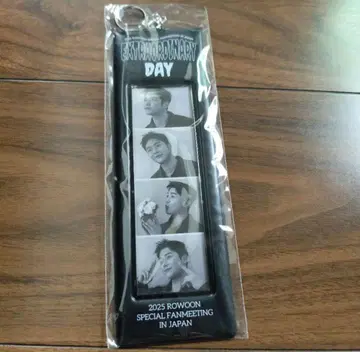 EXTRAORDINARY
DAY
2025 ROWOON
SPECIAL FANMEETING
IN JAPAN